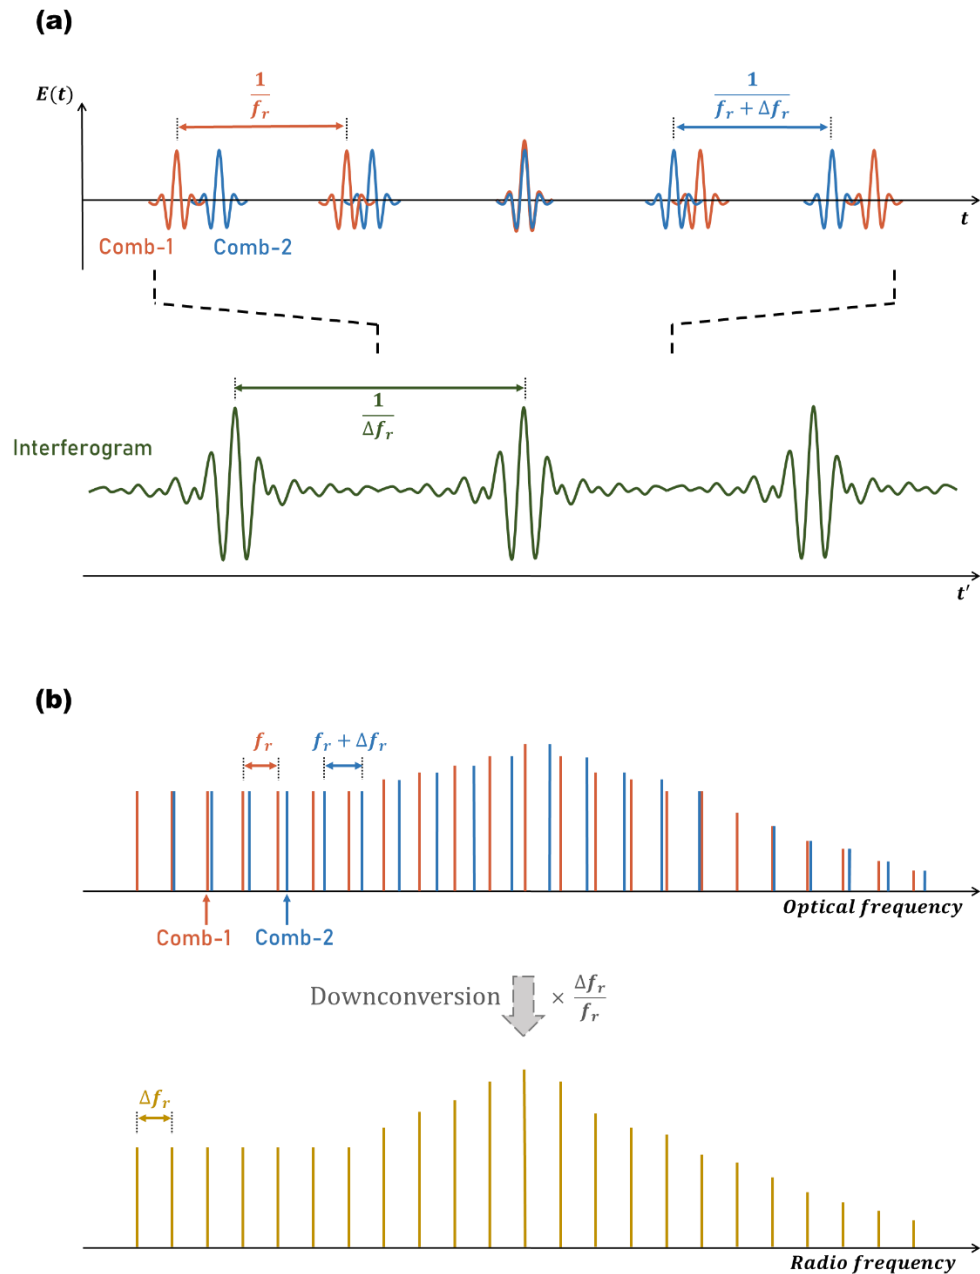 (a)
E(t)
1/f_r
1/(f_r + Δf_r)
t
Comb-1
Comb-2
1/Δf_r
Interferogram
t′
(b)
f_r
f_r + Δf_r
Optical frequency
Comb-1
Comb-2
Downconversion × Δf_r/f_r
Δf_r
Radio frequency